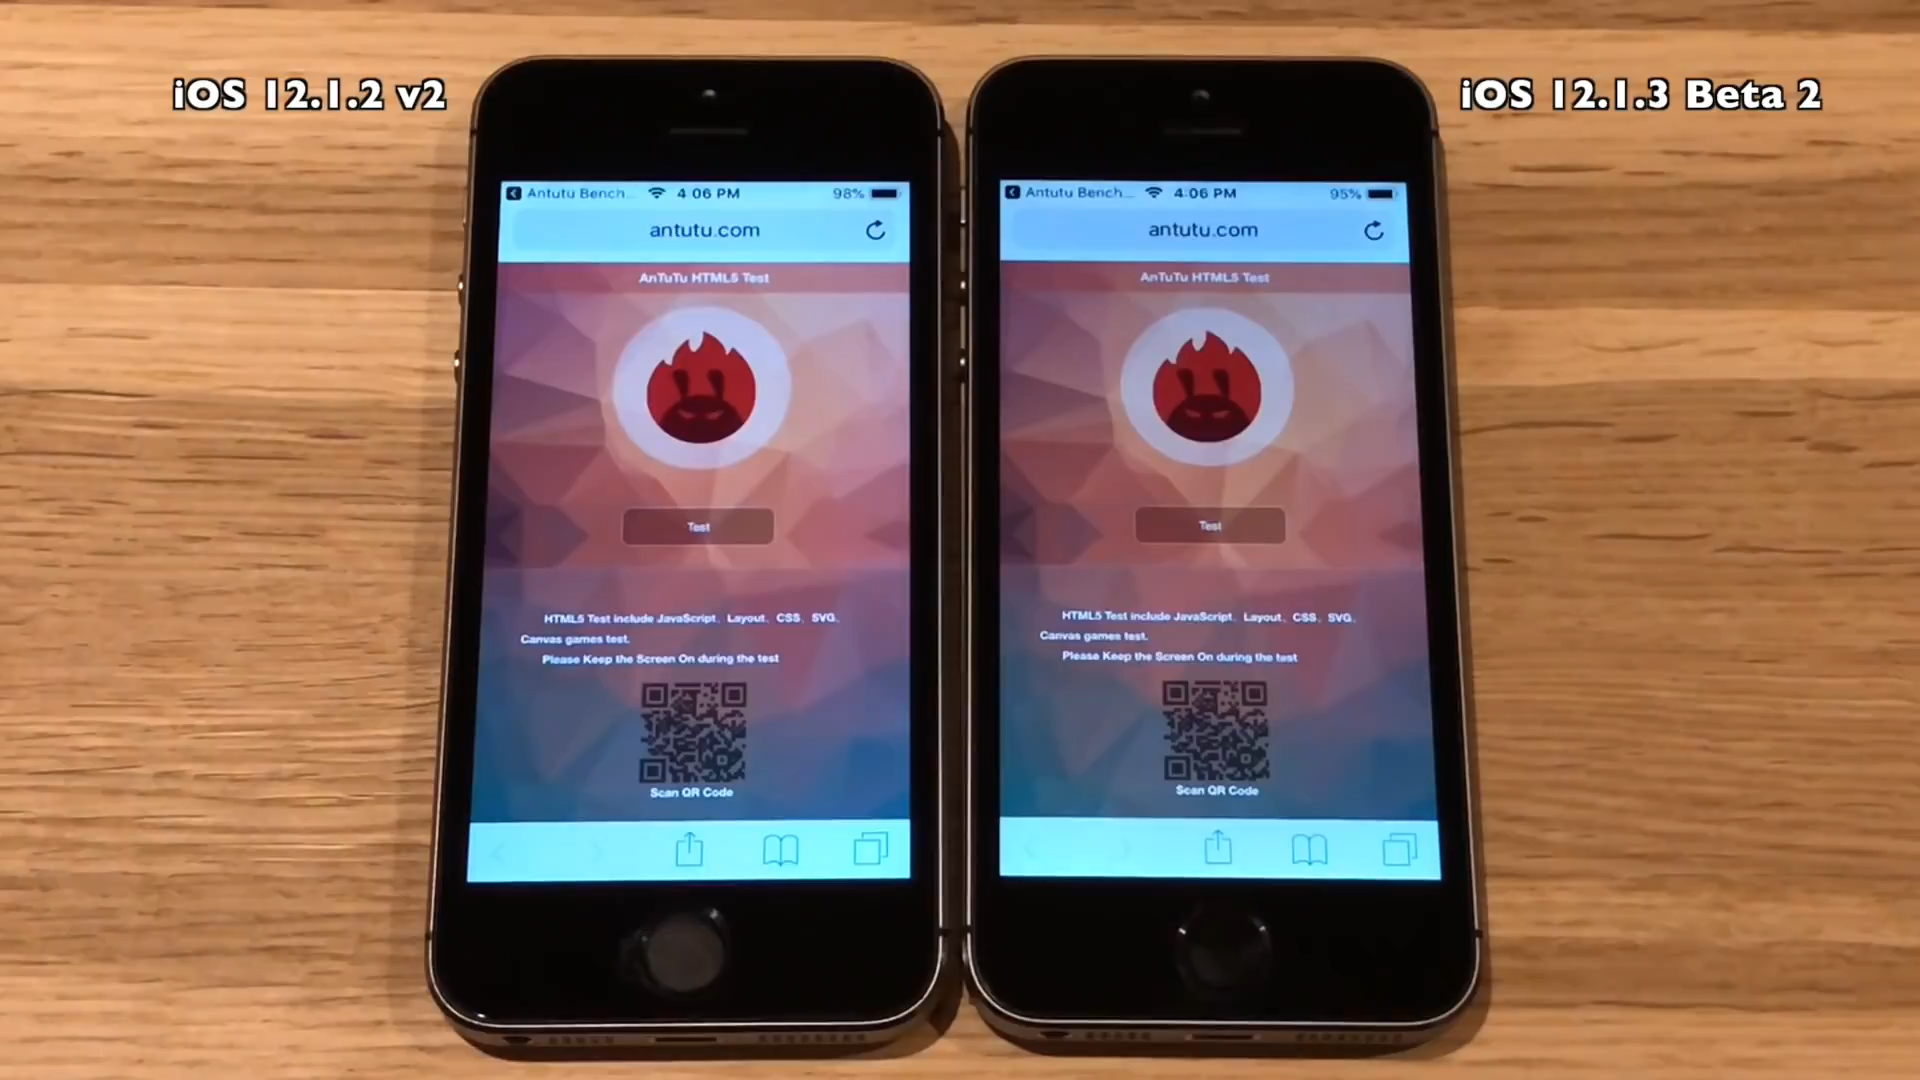 iOS 12.1.2 v2
iOS 12.1.3 Beta 2
Antutu Bench... 4:06 PM 98%
antutu.com
AnTuTu HTML5 Test
Test
HTML5 Test include JavaScript、Layout、CSS、SVG、
Canvas games test.
Please Keep the Screen On during the test
Scan QR Code
Antutu Bench... 4:06 PM 95%
antutu.com
AnTuTu HTML5 Test
Test
HTML5 Test include JavaScript、Layout、CSS、SVG、
Canvas games test.
Please Keep the Screen On during the test
Scan QR Code